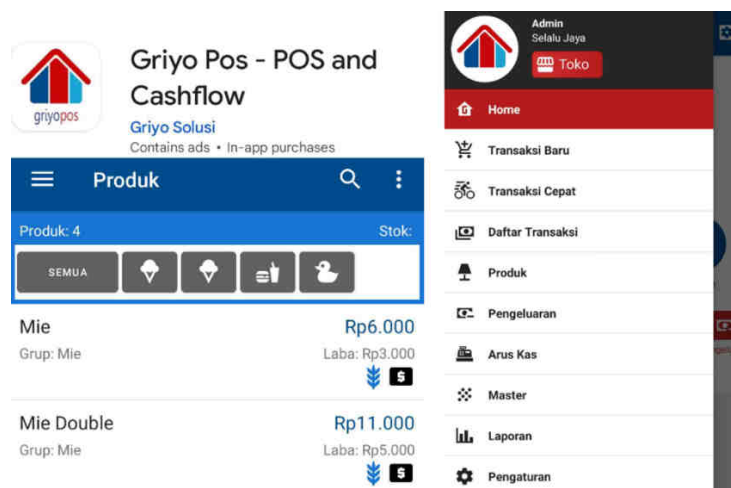 griyopos
Griyo Pos - POS and
Cashflow
Griyo Solusi
Contains ads • In-app purchases
Produk
Produk: 4
Stok:
SEMUA
Mie
Rp6.000
Grup: Mie
Laba: Rp3.000
Mie Double
Rp11.000
Grup: Mie
Laba: Rp5.000
Admin
Selalu Jaya
Toko
Home
Transaksi Baru
Transaksi Cepat
Daftar Transaksi
Produk
Pengeluaran
Arus Kas
Master
Laporan
Pengaturan